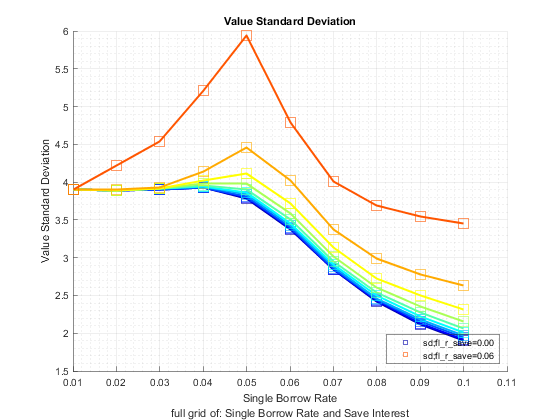 Value Standard Deviation
Value Standard Deviation
6
5.5
5
4.5
4
3.5
3
2.5
2
1.5
sd;fl_r_save=0.00
sd;fl_r_save=0.06
0.01 0.02 0.03 0.04 0.05 0.06 0.07 0.08 0.09 0.1 0.11
Single Borrow Rate
full grid of: Single Borrow Rate and Save Interest